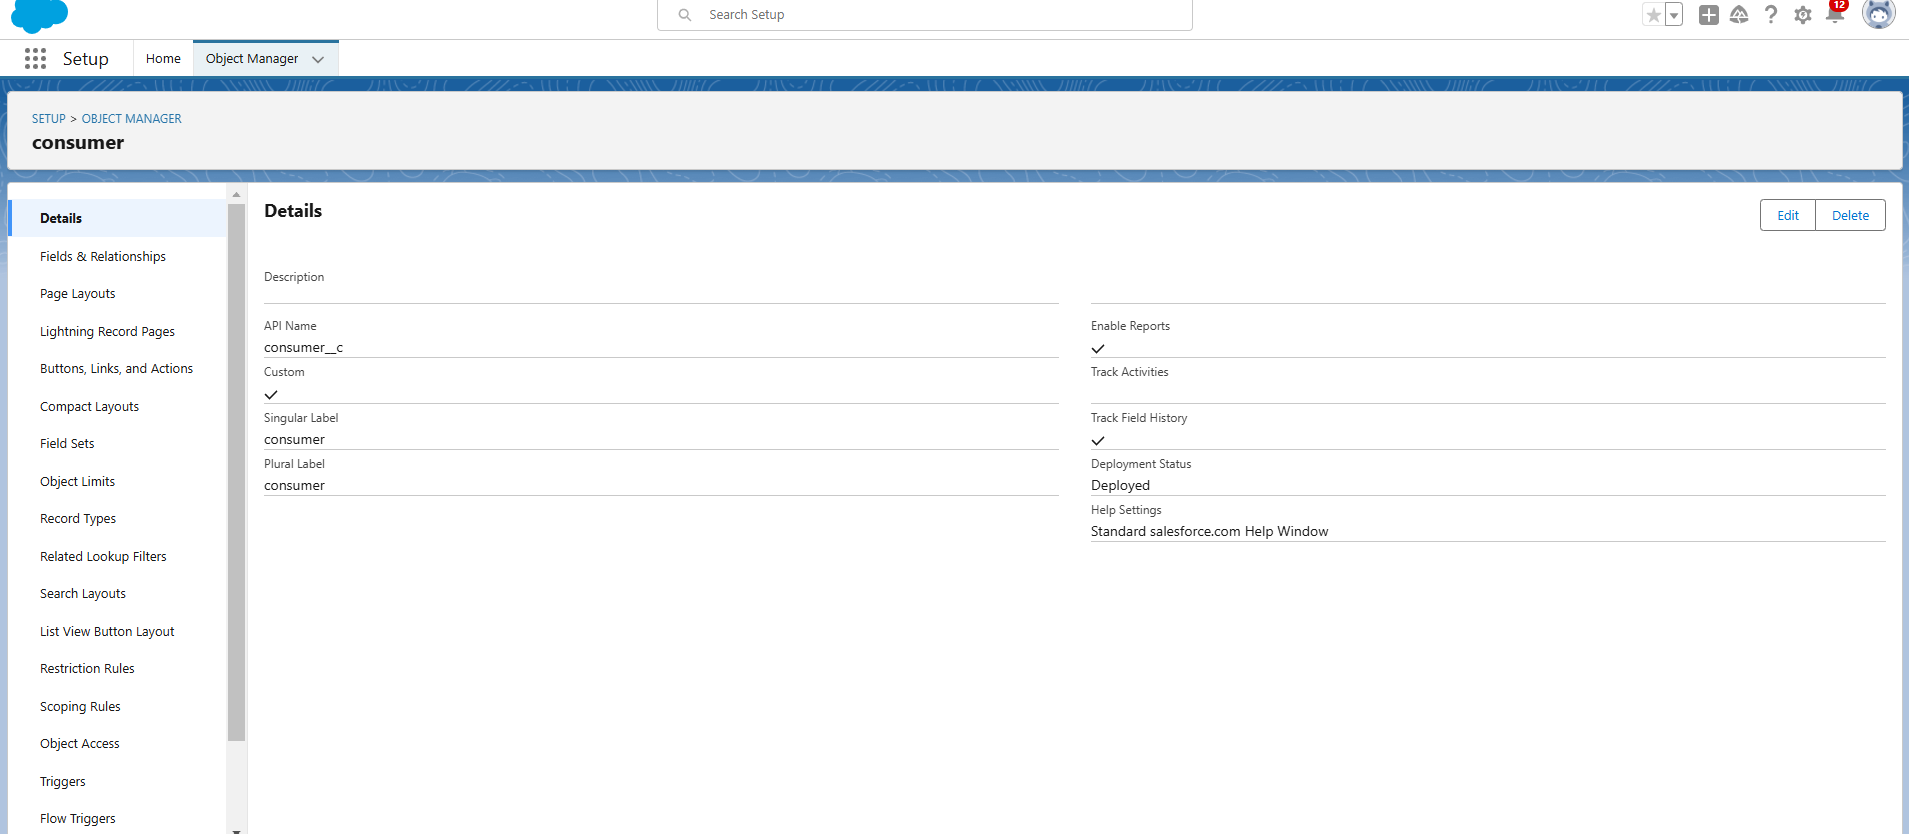 Search Setup
12
Setup
Home
Object Manager
SETUP > OBJECT MANAGER
consumer
Details
Fields & Relationships
Page Layouts
Lightning Record Pages
Buttons, Links, and Actions
Compact Layouts
Field Sets
Object Limits
Record Types
Related Lookup Filters
Search Layouts
List View Button Layout
Restriction Rules
Scoping Rules
Object Access
Triggers
Flow Triggers
Details
Edit
Delete
Description
API Name
consumer__c
Custom
Singular Label
consumer
Plural Label
consumer
Enable Reports
Track Activities
Track Field History
Deployment Status
Deployed
Help Settings
Standard salesforce.com Help Window